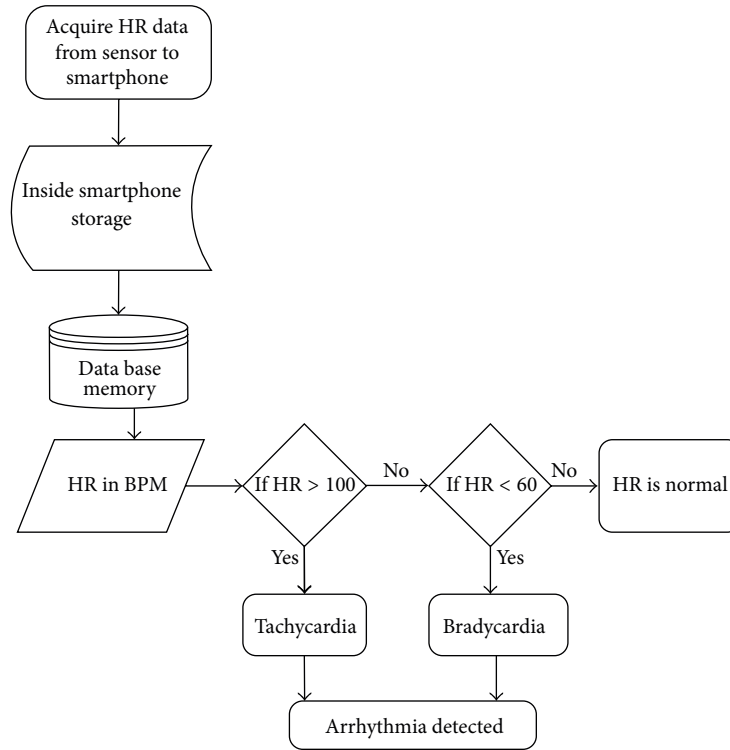 Acquire HR data
from sensor to
smartphone
Inside smartphone
storage
Data base
memory
HR in BPM
If HR > 100
No
If HR < 60
No
HR is normal
Yes
Yes
Tachycardia
Bradycardia
Arrhythmia detected